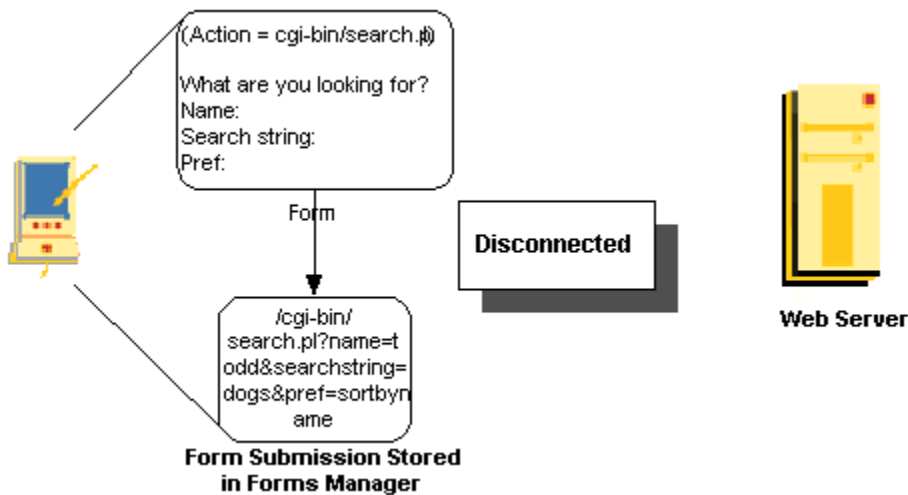 (Action = cgi-bin/search.pl)
What are you looking for?
Name:
Search string:
Pref:
Form
Disconnected
/cgi-bin/
search.pl?name=t
odd&searchstring=
dogs&pref=sortbyn
ame
Form Submission Stored
in Forms Manager
Web Server